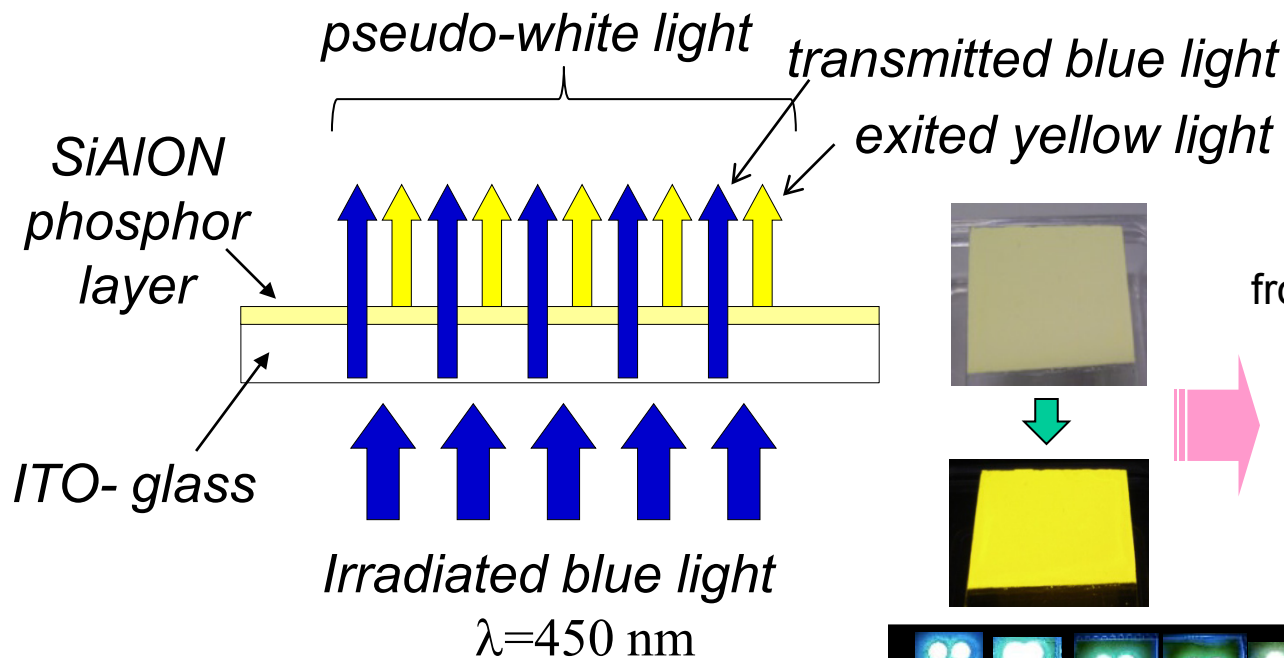 pseudo-white light
transmitted blue light
exited yellow light
SiAlON
phosphor
layer
ITO- glass
Irradiated blue light
λ=450 nm